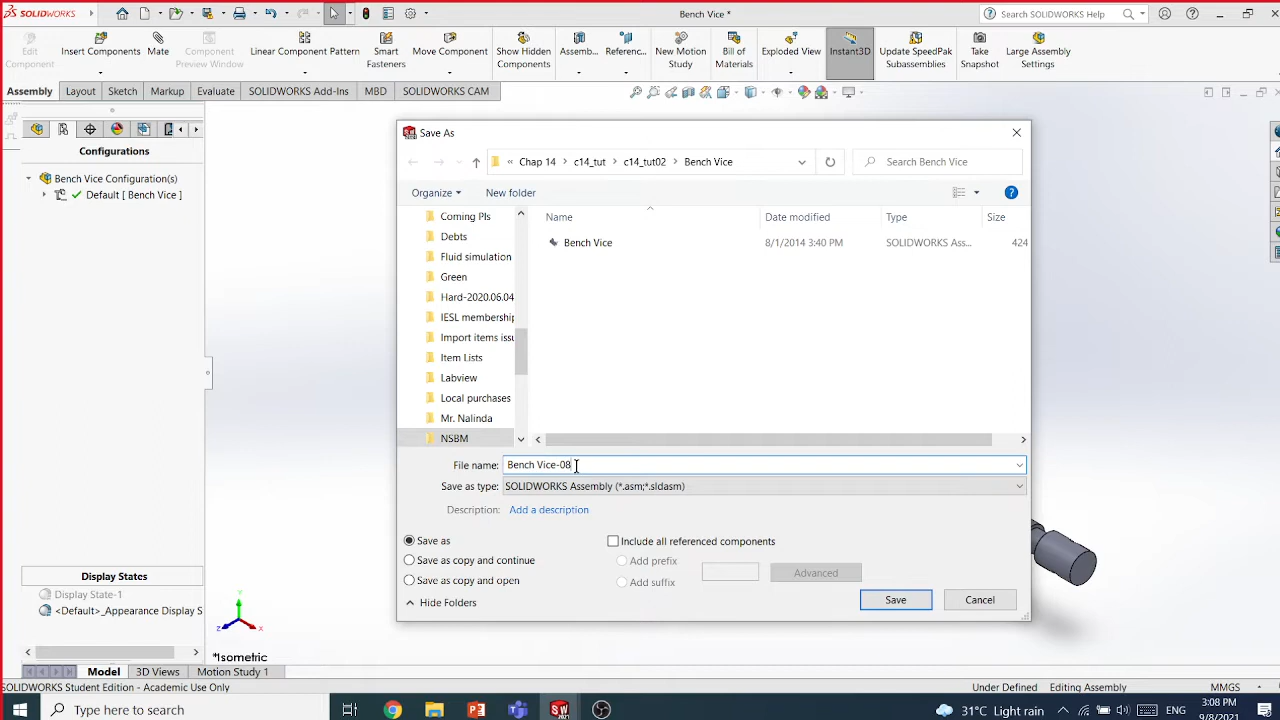 SOLIDWORKS
Bench Vice *
Search SOLIDWORKS Help
Edit Component
Insert Components
Mate
Component Preview Window
Linear Component Pattern
Smart Fasteners
Move Component
Show Hidden Components
Assemb...
Referenc...
New Motion Study
Bill of Materials
Exploded View
Instant3D
Update SpeedPak Subassemblies
Take Snapshot
Large Assembly Settings
Assembly
Layout
Sketch
Markup
Evaluate
SOLIDWORKS Add-Ins
MBD
SOLIDWORKS CAM
Configurations
Bench Vice Configuration(s)
Default [ Bench Vice ]
Save As
« Chap 14 > c14_tut > c14_tut02 > Bench Vice
Search Bench Vice
Organize
New folder
Name
Date modified
Type
Size
Bench Vice
8/1/2014 3:40 PM
SOLIDWORKS Ass...
424
Coming PIs
Debts
Fluid simulation
Green
Hard-2020.06.04
IESL membership
Import items issu
Item Lists
Labview
Local purchases
Mr. Nalinda
NSBM
File name: Bench Vice-08
Save as type: SOLIDWORKS Assembly (*.asm;*.sldasm)
Description: Add a description
Save as
Save as copy and continue
Save as copy and open
Include all referenced components
Add prefix
Add suffix
Advanced
Hide Folders
Save
Cancel
Display States
Display State-1
<Default>_Appearance Display S
Y
Z
X
*Isometric
Model
3D Views
Motion Study 1
SOLIDWORKS Student Edition - Academic Use Only
Under Defined
Editing Assembly
MMGS
Type here to search
31°C Light rain
ENG
3:08 PM